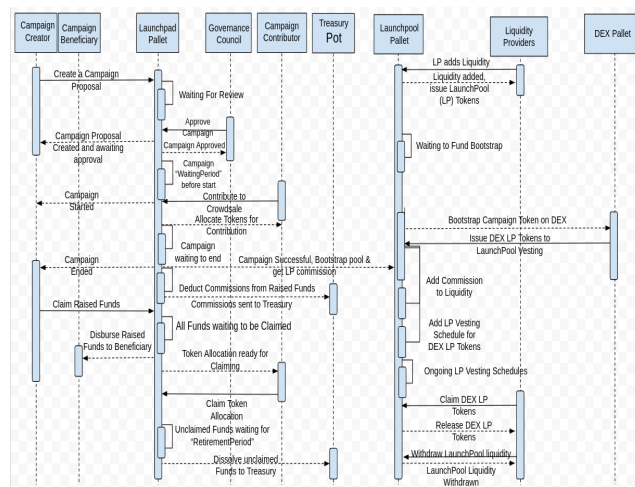 Campaign
Creator
Campaign
Beneficiary
Launchpad
Pallet
Governance
Council
Campaign
Contributor
Treasury
Pot
Launchpool
Pallet
Liquidity
Providers
DEX Pallet
Create a Campaign
Proposal
Waiting For Review
Approve
Campaign
Campaign Proposal
Created and awaiting
approval
Campaign Approved
Campaign
"WaitingPeriod"
before start
Campaign
Started
Contribute to
Crowdsale
Allocate Tokens for
Contribution
Campaign
waiting to end
Campaign
Ended
Campaign Successful, Bootstrap pool &
get LP commission
Deduct Commissions from Raised Funds
Commissions sent to Treasury
Claim Raised Funds
All Funds waiting to be Claimed
Disburse Raised
Funds to Beneficiary
Token Allocation ready for
Claiming
Claim Token
Allocation
Unclaimed Funds waiting for
"RetirementPeriod"
Dissolve unclaimed
Funds to Treasury
LP adds Liquidity
Liquidity added,
issue LaunchPool
(LP) Tokens
Waiting to Fund Bootstrap
Bootstrap Campaign Token on DEX
Issue DEX LP Tokens to
LaunchPool Vesting
Add Commission
to Liquidity
Add LP Vesting
Schedule for
DEX LP Tokens
Ongoing LP Vesting Schedules
Claim DEX LP
Tokens
Release DEX LP
Tokens
Withdraw LaunchPool liquidity
LaunchPool Liquidity
Withdrawn